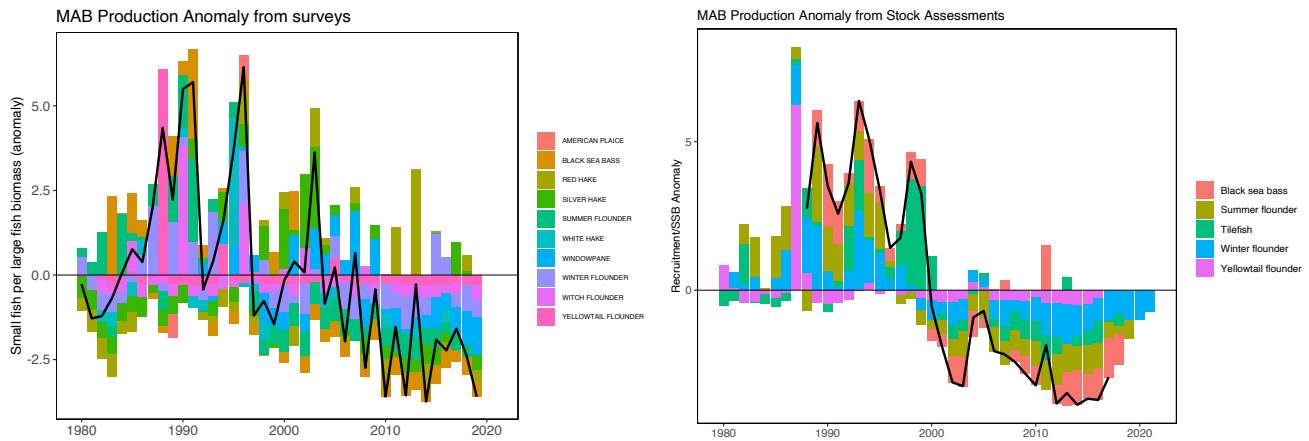 MAB Production Anomaly from surveys
Small fish per large fish biomass (anomaly)
5.0
2.5
0.0
-2.5
1980
1990
2000
2010
2020
AMERICAN PLAICE
BLACK SEA BASS
RED HAKE
SILVER HAKE
SUMMER FLOUNDER
WHITE HAKE
WINDOWPANE
WINTER FLOUNDER
WITCH FLOUNDER
YELLOWTAIL FLOUNDER
MAB Production Anomaly from Stock Assessments
Recruitment/SSB Anomaly
5
0
1980
1990
2000
2010
2020
Black sea bass
Summer flounder
Tilefish
Winter flounder
Yellowtail flounder